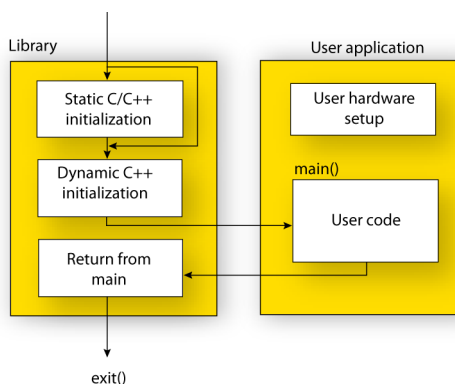 Library
User application
Static C/C++
initialization
User hardware
setup
Dynamic C++
initialization
main()
User code
Return from
main
exit()